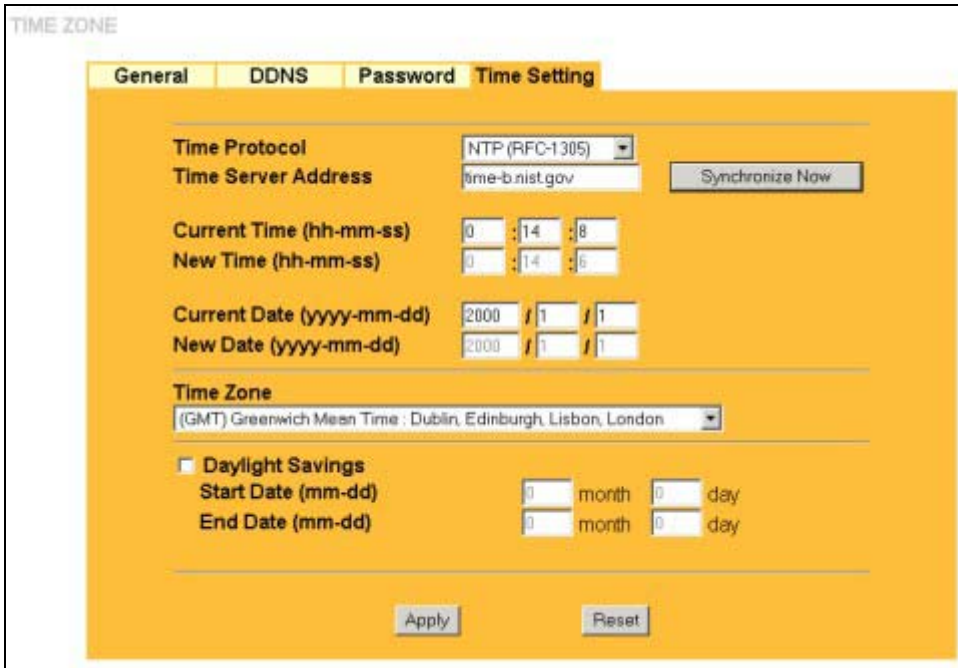 TIME ZONE
General DDNS Password Time Setting
Time Protocol NTP (RFC-1305)
Time Server Address time-b.nist.gov Synchronize Now
Current Time (hh-mm-ss) 0 :14 :8
New Time (hh-mm-ss) 0 :14 :6
Current Date (yyyy-mm-dd) 2000 / 1 / 1
New Date (yyyy-mm-dd) 2000 / 1 / 1
Time Zone
(GMT) Greenwich Mean Time : Dublin, Edinburgh, Lisbon, London
Daylight Savings
Start Date (mm-dd) 0 month 0 day
End Date (mm-dd) 0 month 0 day
Apply Reset